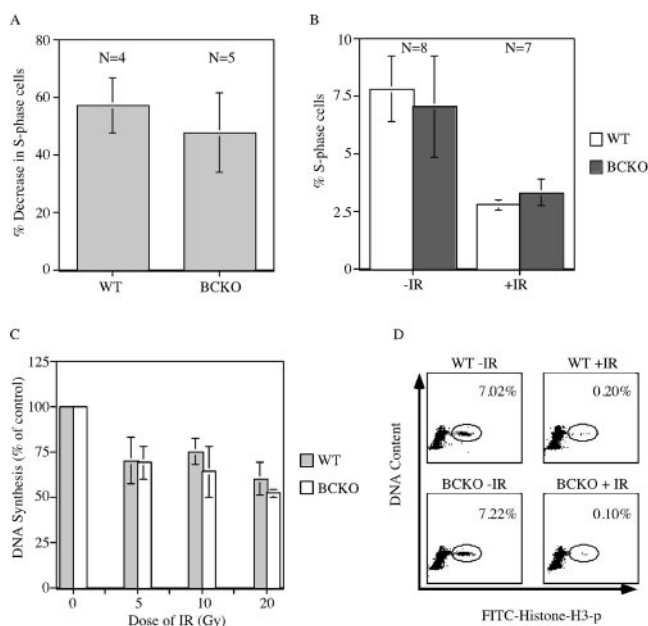 A
% Decrease in S-phase cells
80
60
40
20
0
N=4
N=5
WT
BCKO
B
% S-phase cells
10
7.5
5
2.5
0
N=8
N=7
-IR
+IR
WT
BCKO
C
DNA Synthesis (% of control)
125
100
75
50
25
0
0
5
10
20
Dose of IR (Gy)
WT
BCKO
D
DNA Content
WT -IR
7.02%
WT +IR
0.20%
BCKO -IR
7.22%
BCKO + IR
0.10%
FITC-Histone-H3-p